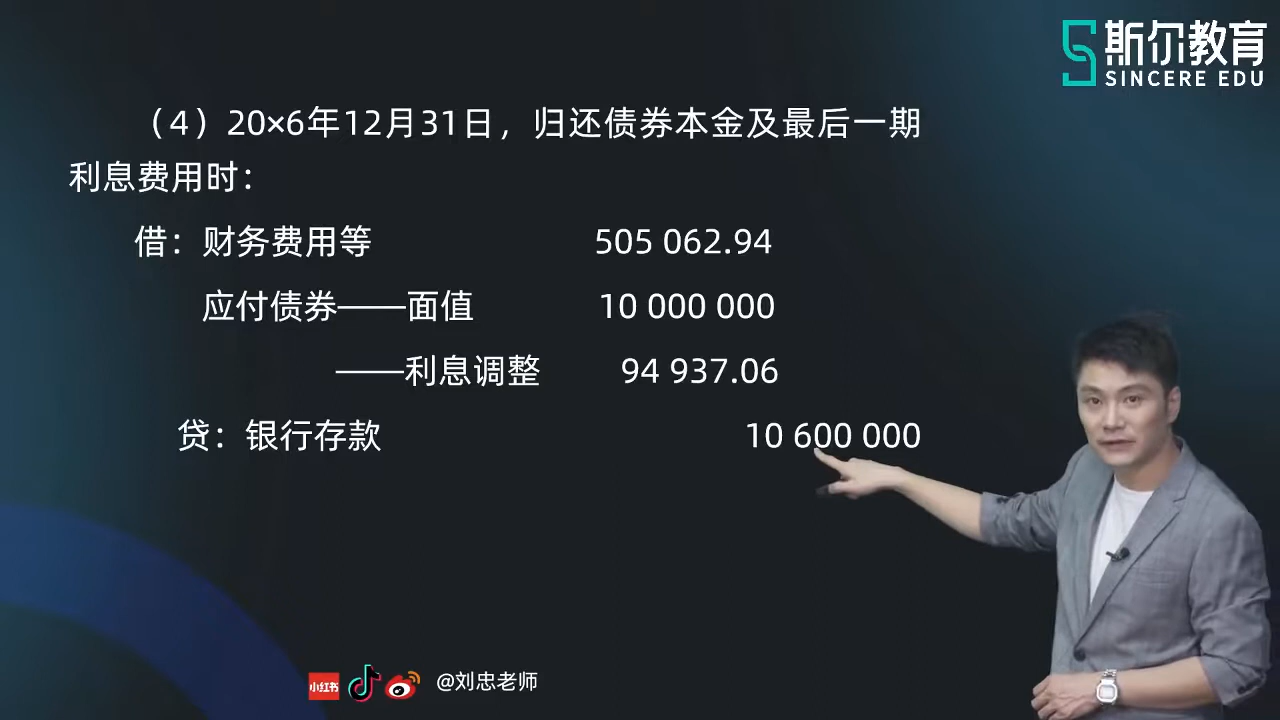 斯尔教育
SINCERE EDU
（4）20×6年12月31日，归还债券本金及最后一期
利息费用时：
借：财务费用等 505 062.94
应付债券——面值 10 000 000
——利息调整 94 937.06
贷：银行存款 10 600 000
小红书 @刘忠老师